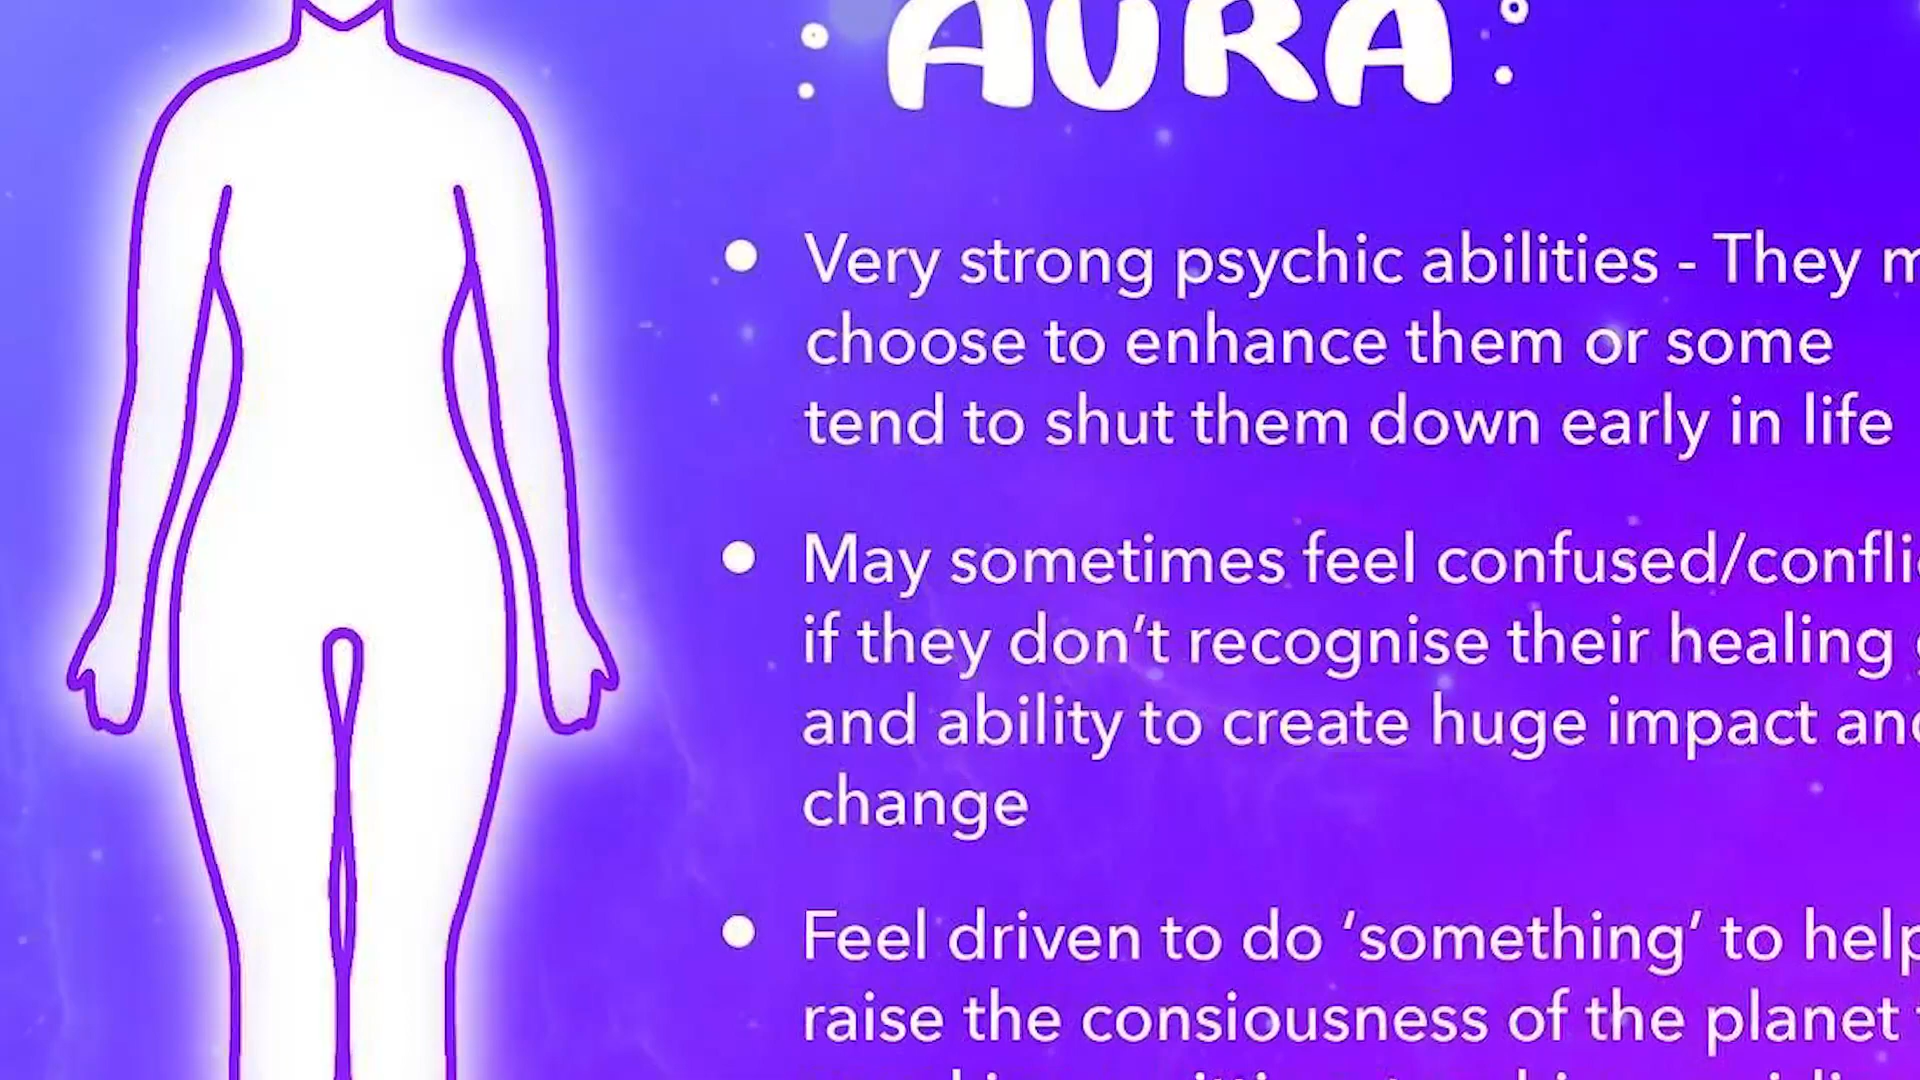 AURA
Very strong psychic abilities - They
choose to enhance them or some
tend to shut them down early in life
May sometimes feel
if they don’t recognise their healing
and ability to create huge impact
change
Feel driven to do ‘something’ to help
raise the consiousness of the planet